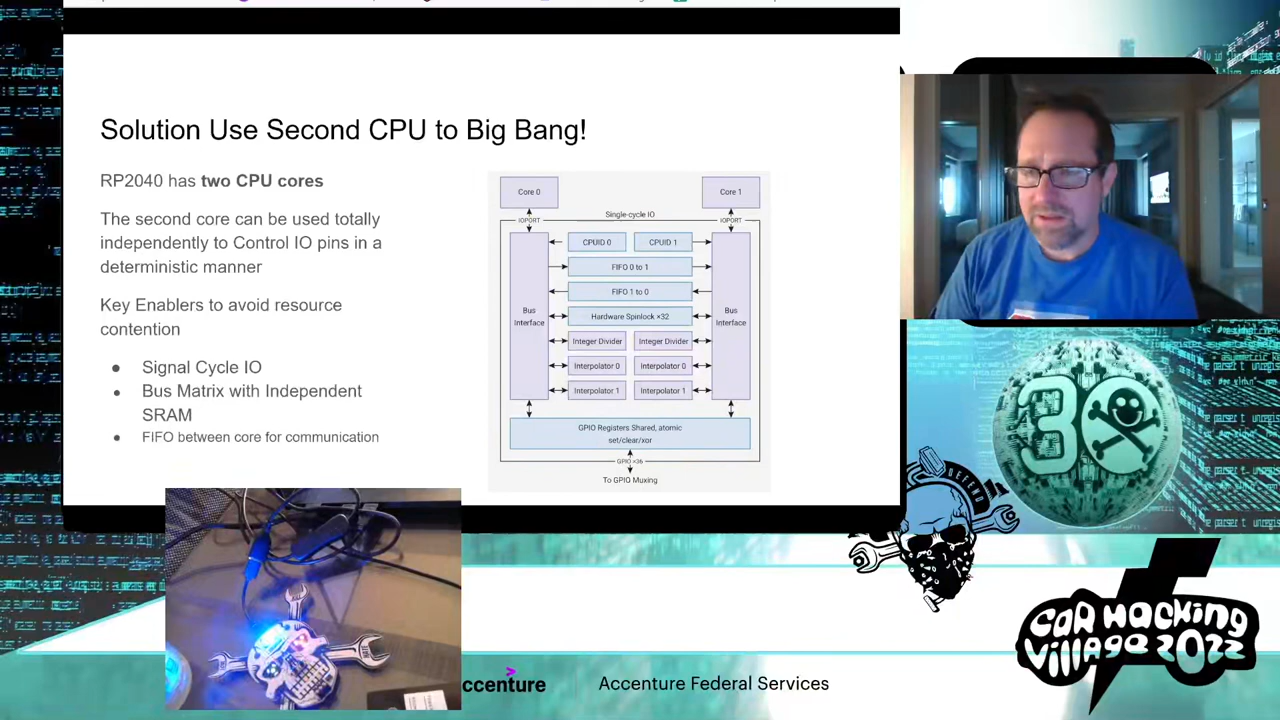 Solution Use Second CPU to Big Bang!
RP2040 has two CPU cores
The second core can be used totally
independently to Control IO pins in a
deterministic manner
Key Enablers to avoid resource
contention
● Signal Cycle IO
● Bus Matrix with Independent
SRAM
● FIFO between core for communication
Core 0
Core 1
IOPORT
Single-cycle IO
IOPORT
CPUID 0
CPUID 1
FIFO 0 to 1
FIFO 1 to 0
Bus
Interface
Hardware Spinlock ×32
Bus
Interface
Integer Divider
Integer Divider
Interpolator 0
Interpolator 0
Interpolator 1
Interpolator 1
GPIO Registers Shared, atomic
set/clear/xor
GPIO ×36
To GPIO Muxing
30
DEFEND
CAR HACKING
VILLAGE 2022
ccenture
Accenture Federal Services